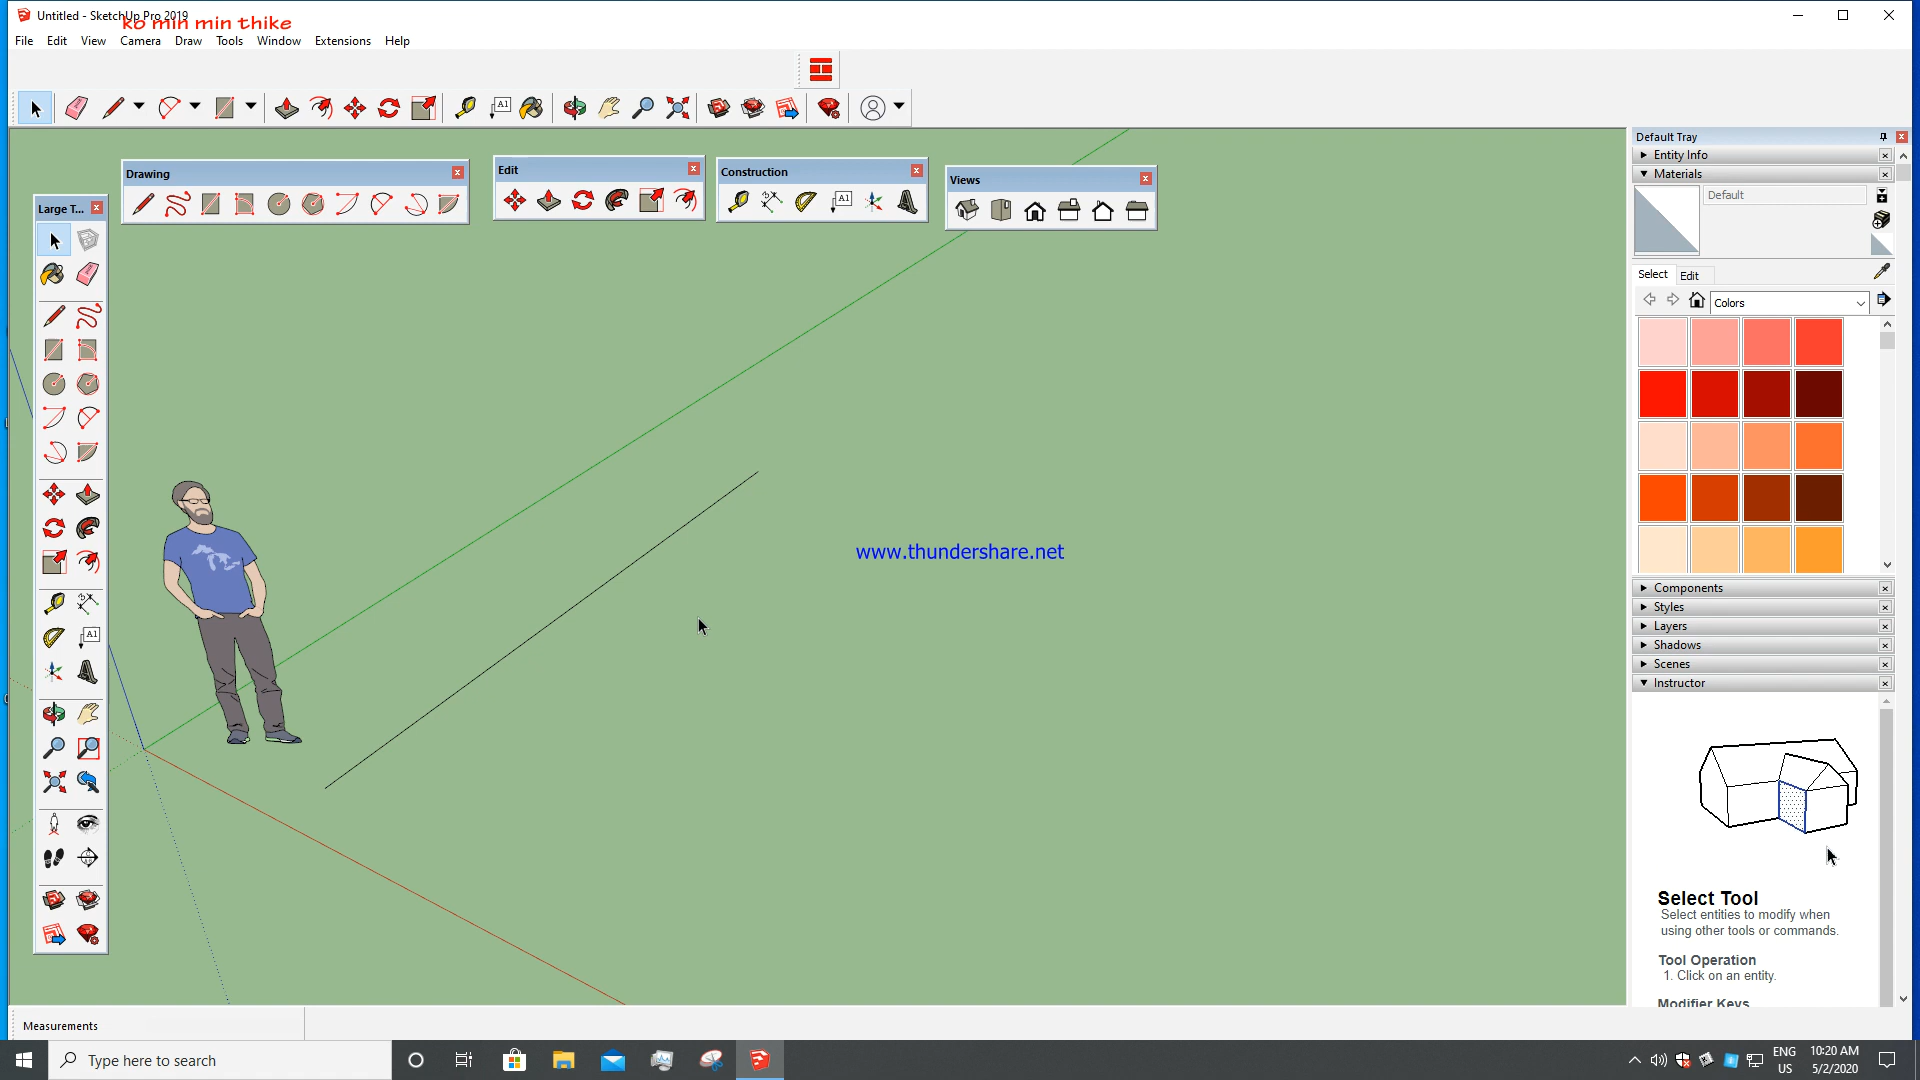 Untitled - SketchUp Pro 2019
ko min min thike
File Edit View Camera Draw Tools Window Extensions Help
Default Tray
Entity Info
Materials
Default
Select Edit
Colors
Components
Styles
Layers
Shadows
Scenes
Instructor
Select Tool
Select entities to modify when
using other tools or commands.
Tool Operation
1. Click on an entity.
Modifier Keys
Large T...
Drawing
Edit
Construction
Views
A1
A1
A1
www.thundershare.net
Measurements
Type here to search
ENG
US
10:20 AM
5/2/2020